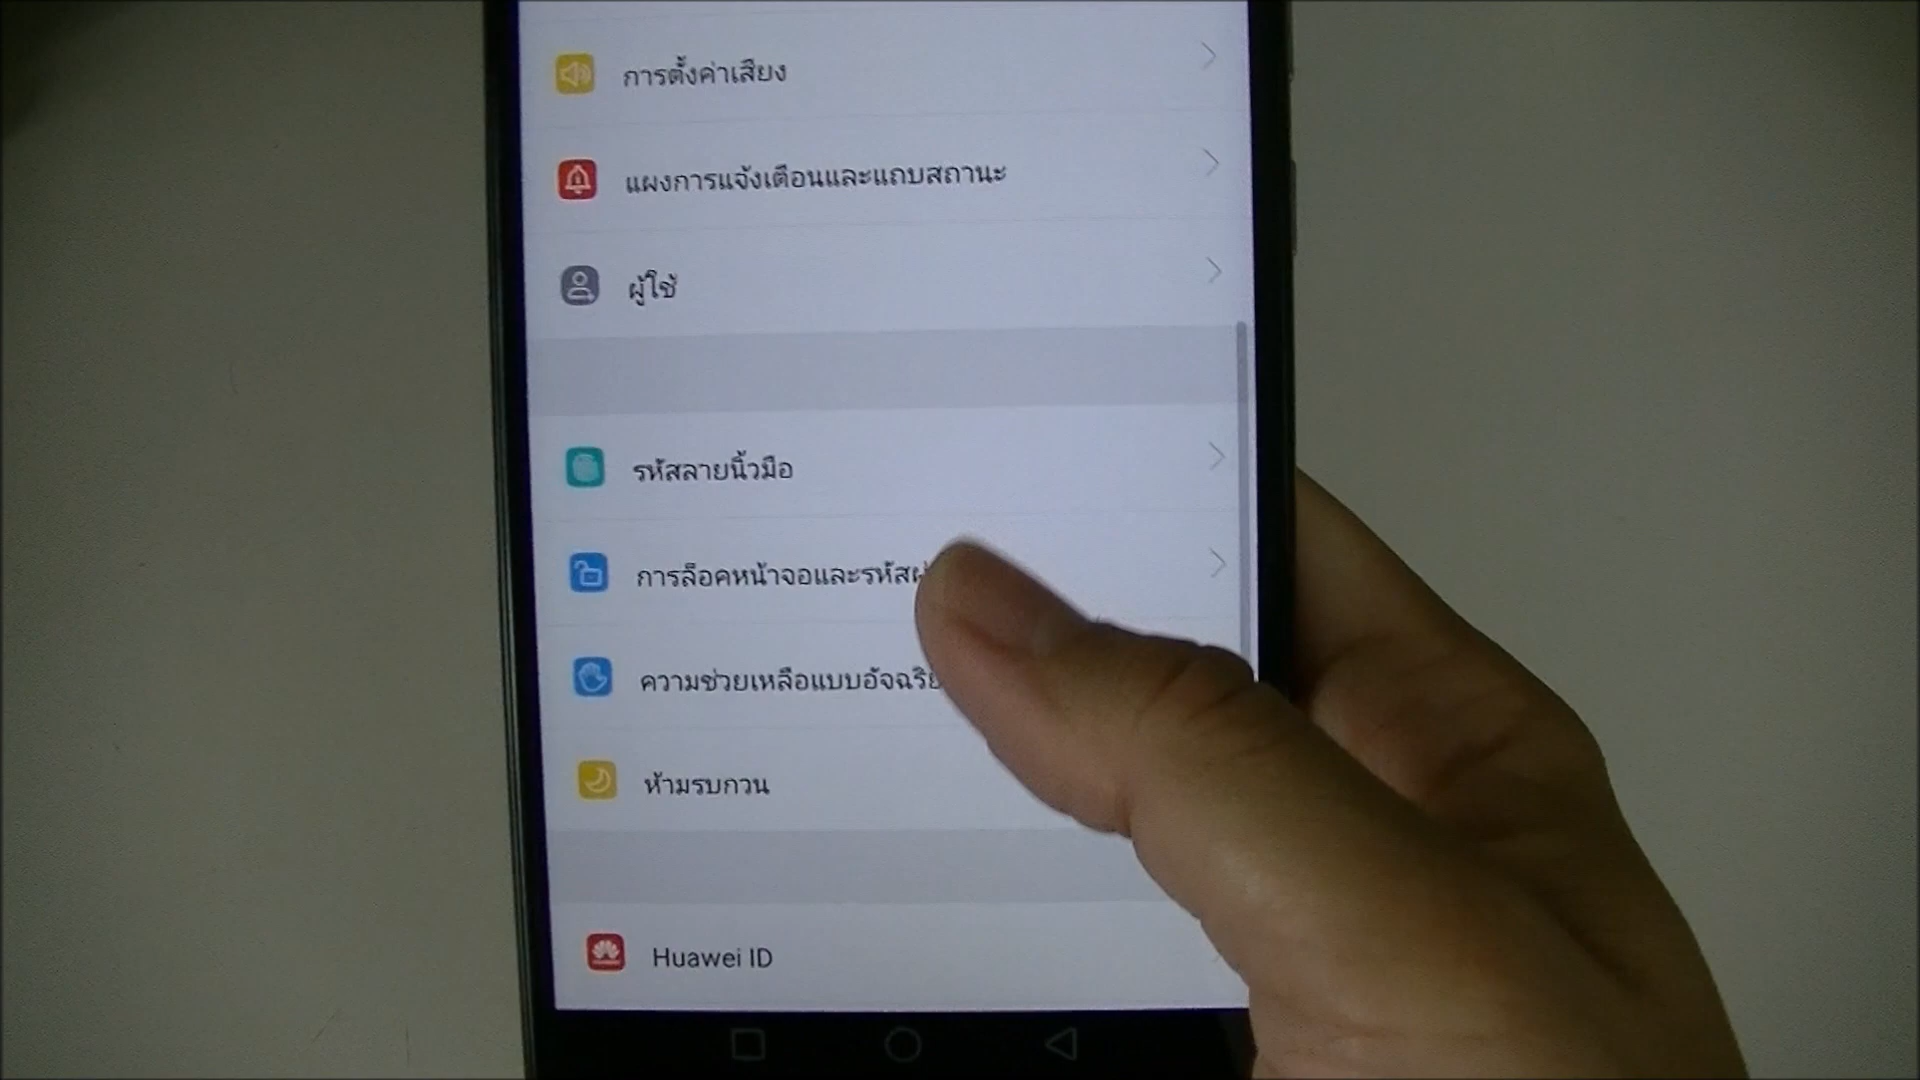 การตั้งค่าเสียง
แผงการแจ้งเตือนและแถบสถานะ
ผู้ใช้
รหัสลายนิ้วมือ
การล็อคหน้าจอและรหัสผ่
ความช่วยเหลือแบบอัจฉริย
ห้ามรบกวน
Huawei ID